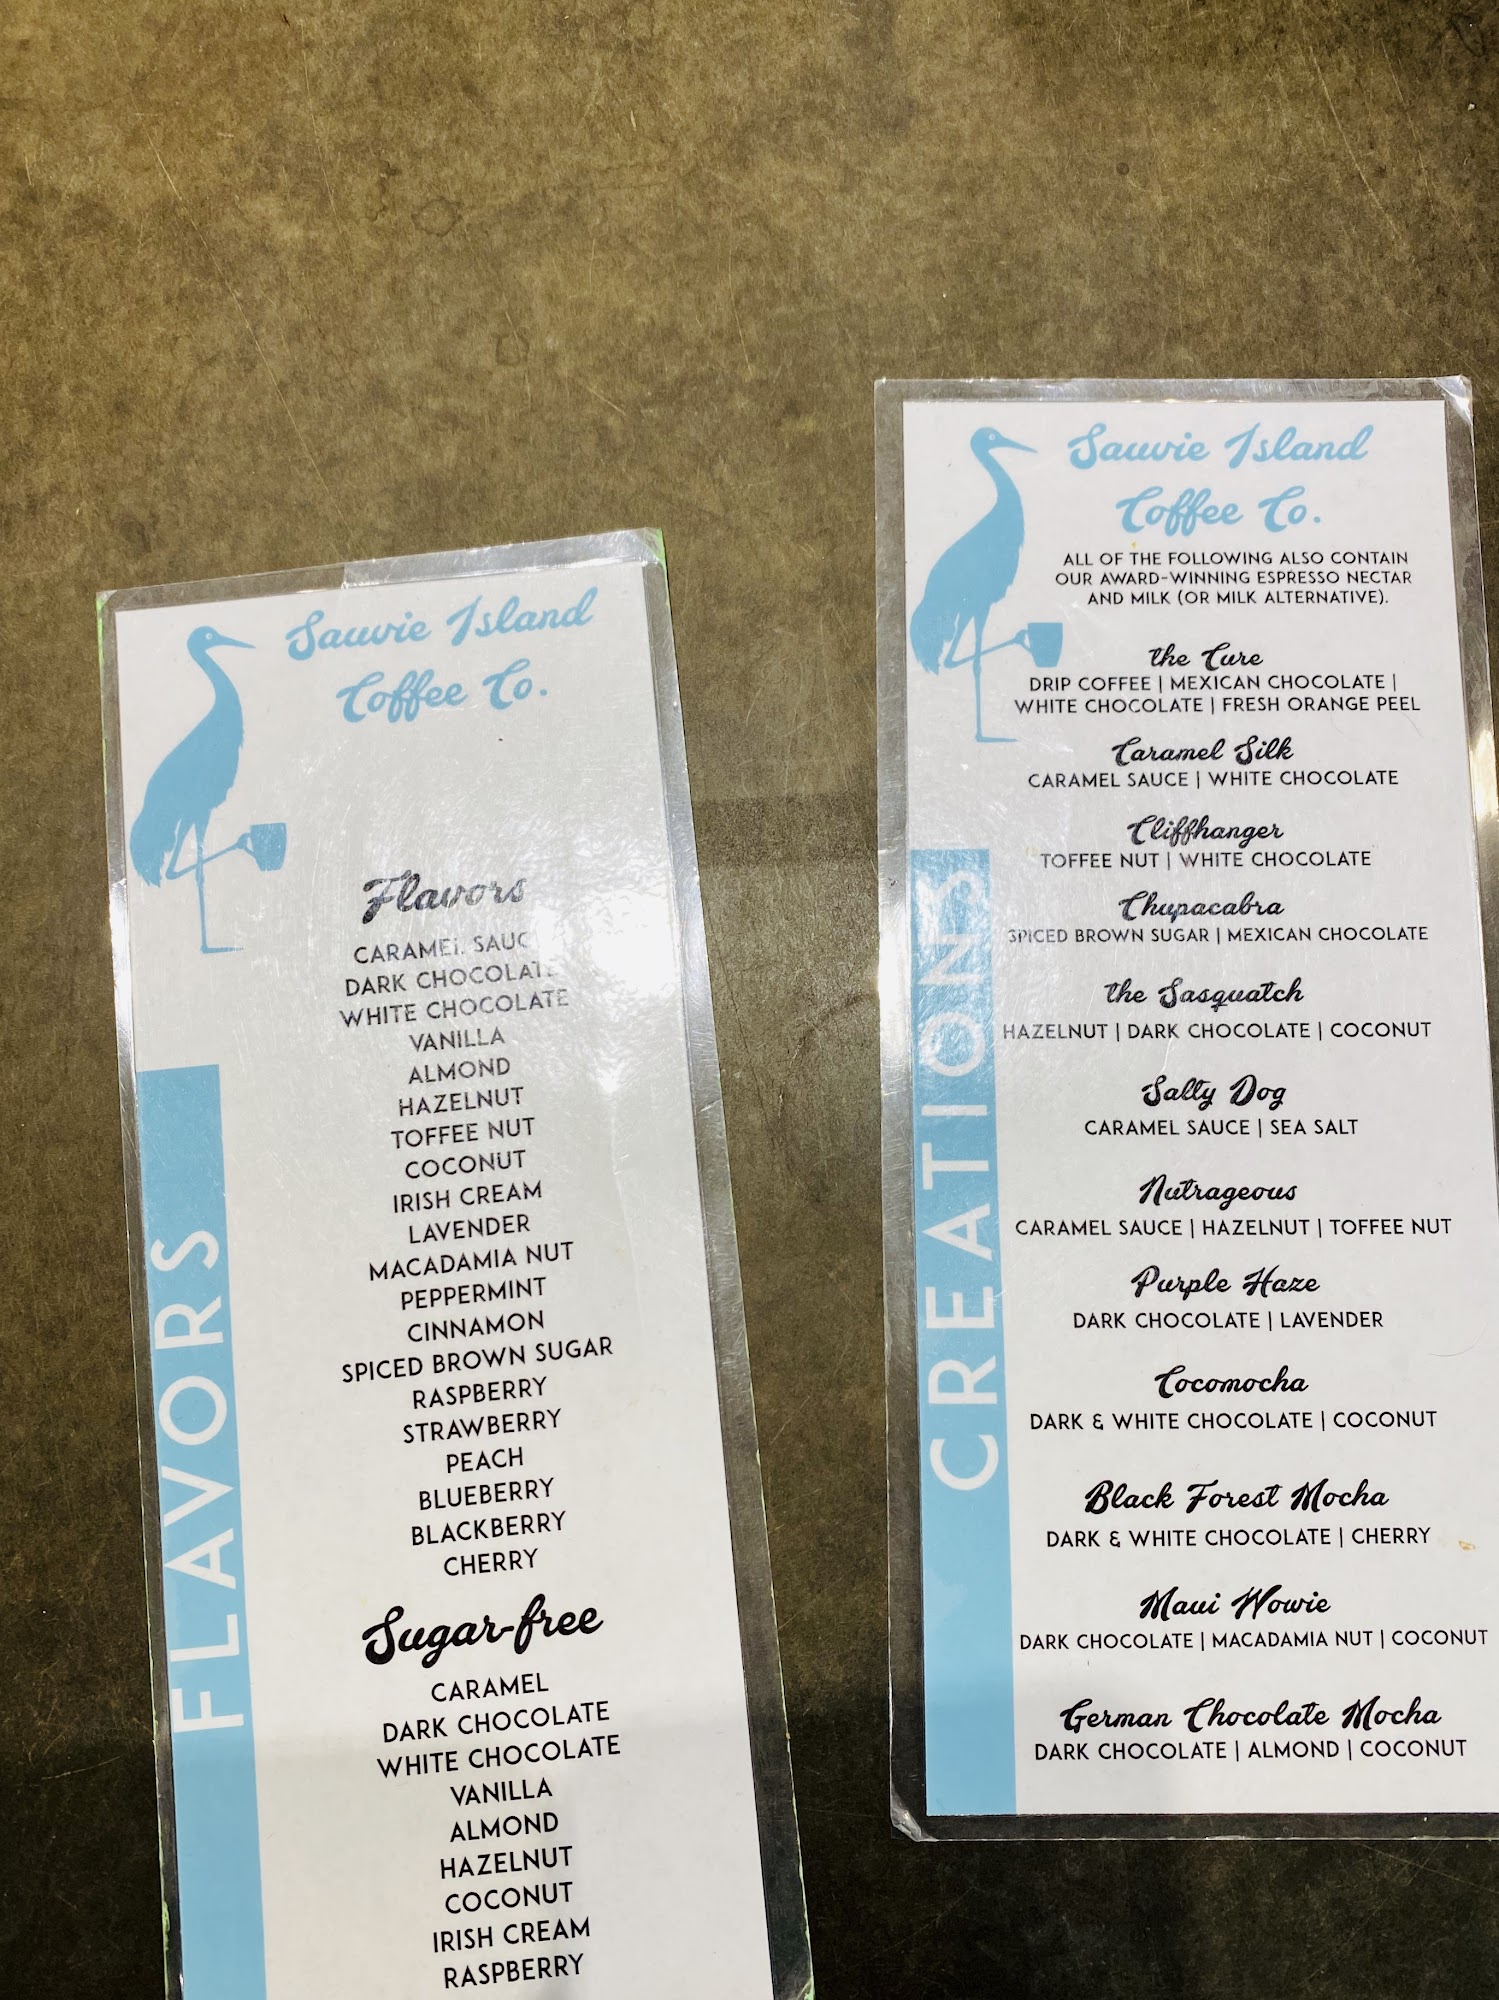 Sauvie Island
Coffee Co.
Flavors
CARAMEL SAUC
DARK CHOCOLATE
WHITE CHOCOLATE
VANILLA
ALMOND
HAZELNUT
TOFFEE NUT
COCONUT
IRISH CREAM
LAVENDER
MACADAMIA NUT
PEPPERMINT
CINNAMON
SPICED BROWN SUGAR
RASPBERRY
STRAWBERRY
PEACH
BLUEBERRY
BLACKBERRY
CHERRY
Sugar-free
CARAMEL
DARK CHOCOLATE
WHITE CHOCOLATE
VANILLA
ALMOND
HAZELNUT
COCONUT
IRISH CREAM
RASPBERRY
FLAVORS
Sauvie Island
Coffee Co.
ALL OF THE FOLLOWING ALSO CONTAIN
OUR AWARD-WINNING ESPRESSO NECTAR
AND MILK (OR MILK ALTERNATIVE).
the Cure
DRIP COFFEE | MEXICAN CHOCOLATE |
WHITE CHOCOLATE | FRESH ORANGE PEEL
Caramel Silk
CARAMEL SAUCE | WHITE CHOCOLATE
Cliffhanger
TOFFEE NUT | WHITE CHOCOLATE
Chupacabra
SPICED BROWN SUGAR | MEXICAN CHOCOLATE
the Sasquatch
HAZELNUT | DARK CHOCOLATE | COCONUT
Salty Dog
CARAMEL SAUCE | SEA SALT
Nutrageous
CARAMEL SAUCE | HAZELNUT | TOFFEE NUT
Purple Haze
DARK CHOCOLATE | LAVENDER
Cocomocha
DARK & WHITE CHOCOLATE | COCONUT
Black Forest Mocha
DARK & WHITE CHOCOLATE | CHERRY
Maui Wowie
DARK CHOCOLATE | MACADAMIA NUT | COCONUT
German Chocolate Mocha
DARK CHOCOLATE | ALMOND | COCONUT
CREATIONS